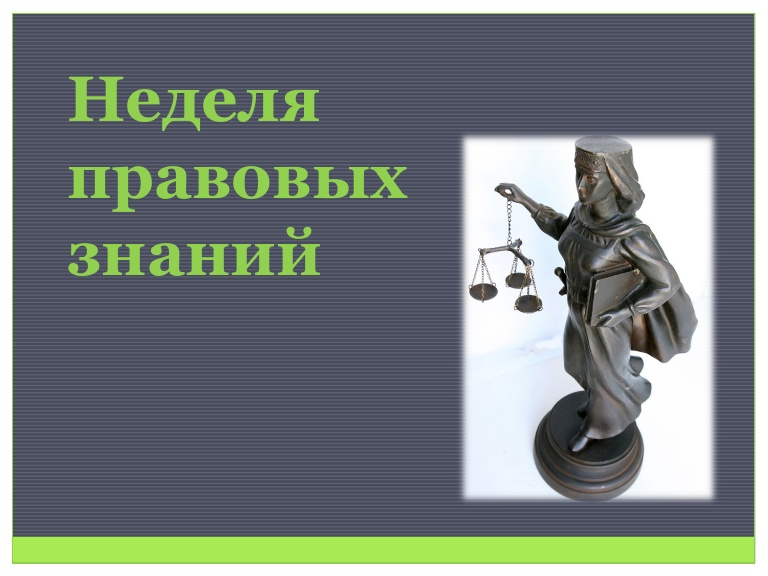 Неделя
правовых
знаний